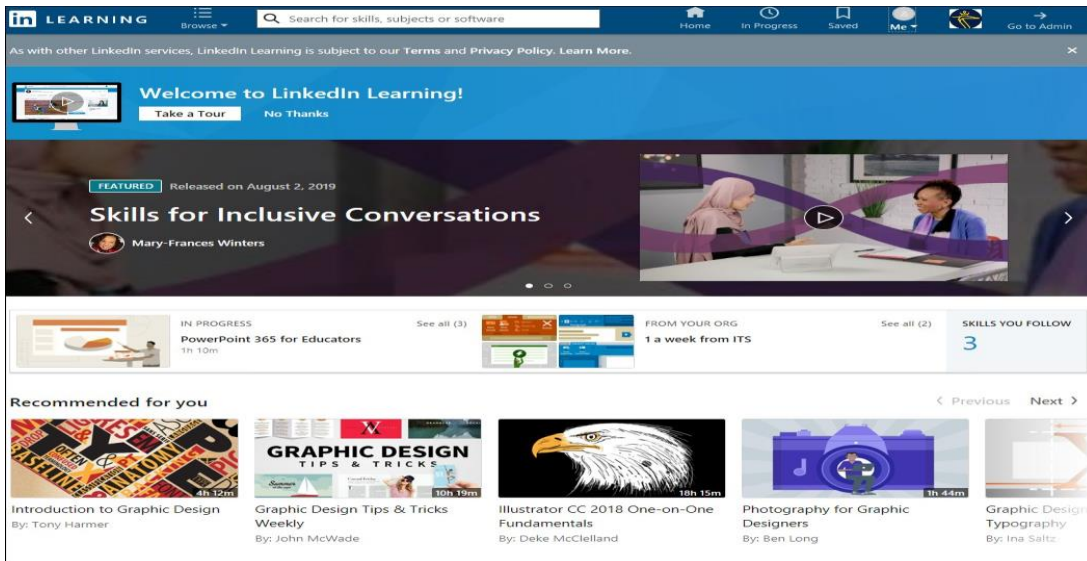 in LEARNING
Browse
Search for skills, subjects or software
Home
In Progress
Saved
Me
Go to Admin
As with other LinkedIn services, LinkedIn Learning is subject to our Terms and Privacy Policy. Learn More.
Welcome to LinkedIn Learning!
Take a Tour
No Thanks
FEATURED Released on August 2, 2019
Skills for Inclusive Conversations
Mary-Frances Winters
IN PROGRESS
See all (3)
PowerPoint 365 for Educators
1h 10m
FROM YOUR ORG
See all (2)
1 a week from ITS
SKILLS YOU FOLLOW
3
Recommended for you
Previous
Next
4h 12m
Introduction to Graphic Design
By: Tony Harmer
GRAPHIC DESIGN
TIPS & TRICKS
10h 19m
Graphic Design Tips & Tricks
Weekly
By: John McWade
18h 15m
Illustrator CC 2018 One-on-One
Fundamentals
By: Deke McClelland
1h 44m
Photography for Graphic
Designers
By: Ben Long
Graphic Design
Typography
By: Ina Saltz